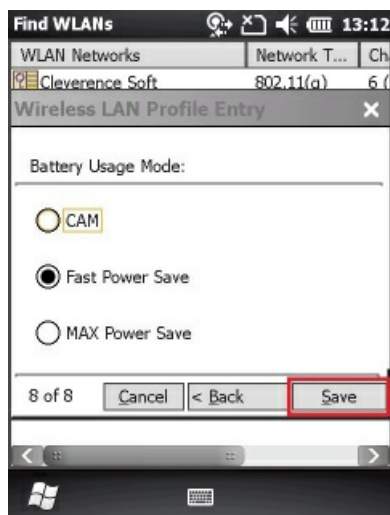 Find WLANs 13:12
WLAN Networks Network T... Ch
Cleverence Soft 802.11(g) 6 (
Wireless LAN Profile Entry
Battery Usage Mode:
CAM
Fast Power Save
MAX Power Save
8 of 8 Cancel < Back Save